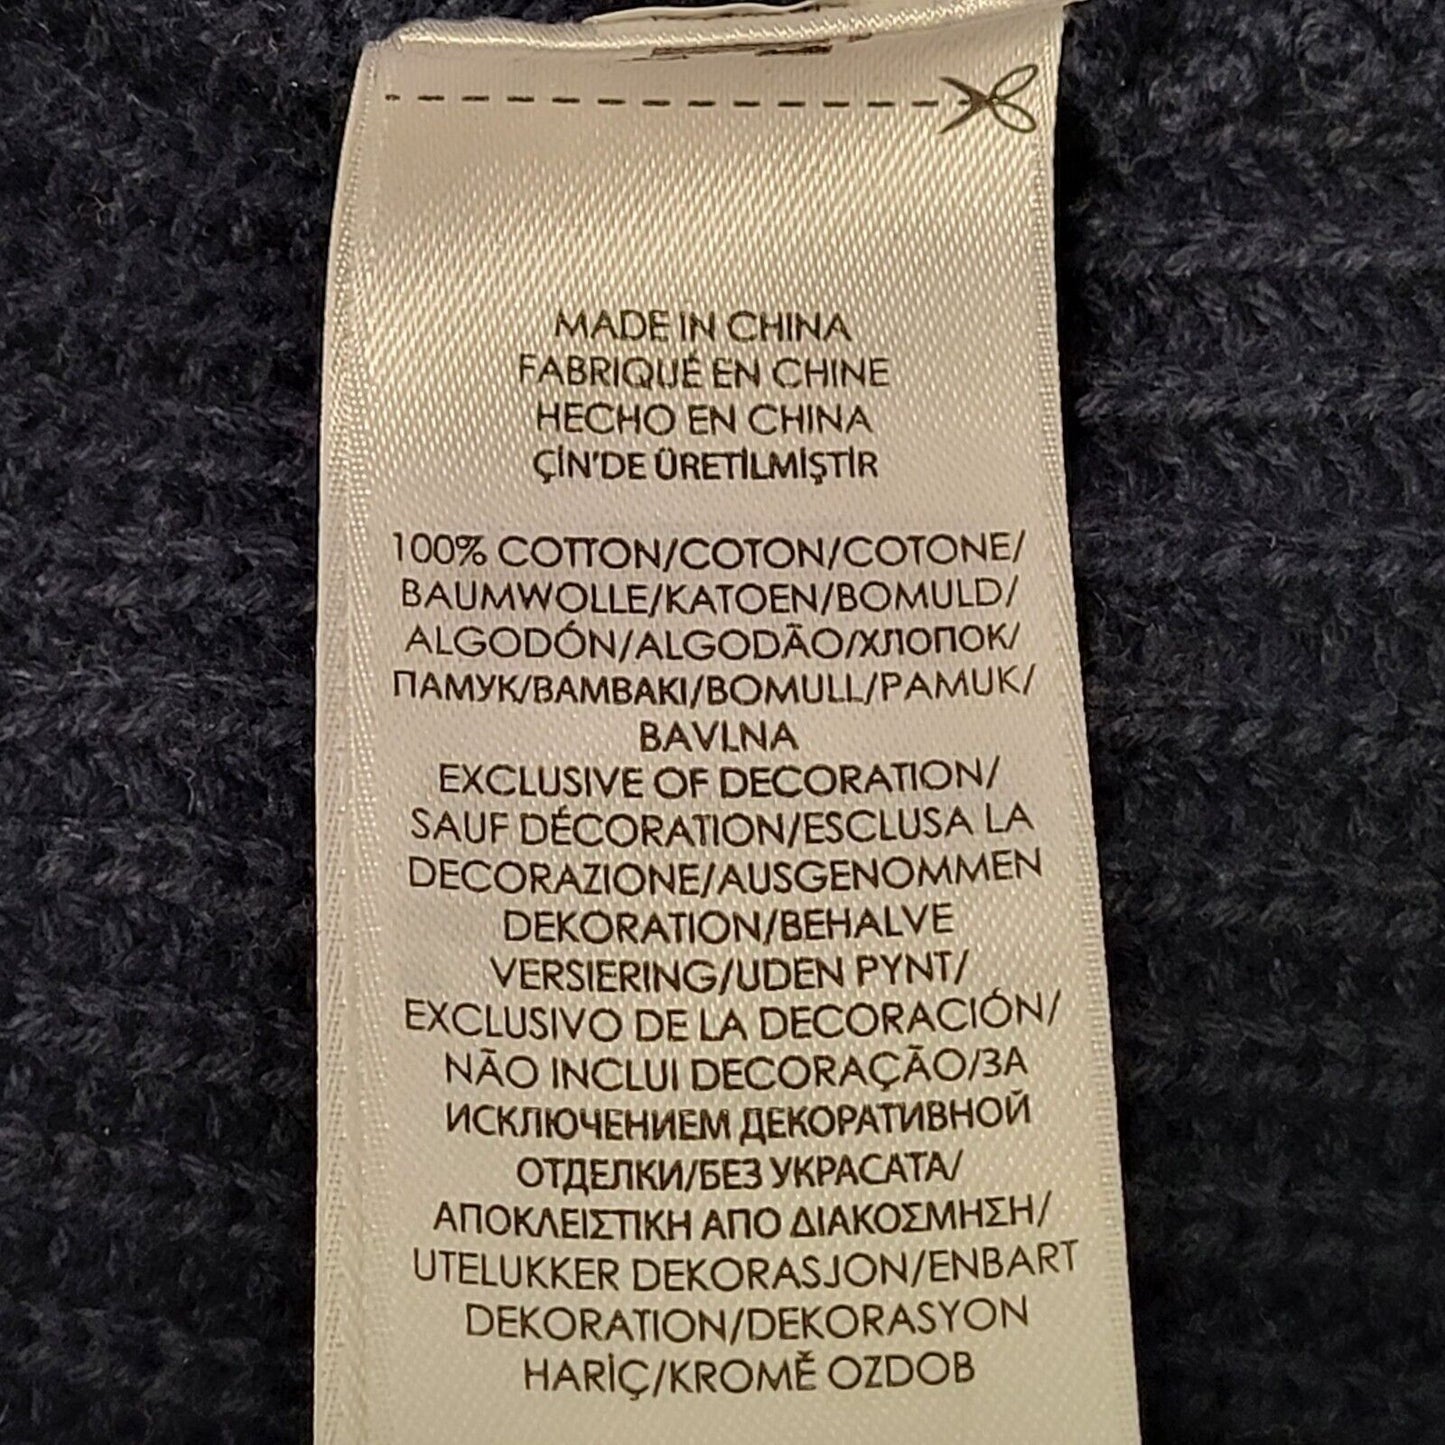 MADE IN CHINA
FABRIQUÉ EN CHINE
HECHO EN CHINA
ÇİN'DE ÜRETİLMİŞTİR
100% COTTON/COTON/COTONE/
BAUMWOLLE/KATOEN/BOMULD/
ALGODÓN/ALGODÃO/ХЛОПОК/
ПАМУК/ΒΑΜΒΑΚΙ/BOMULL/PAMUK/
BAVLNA
EXCLUSIVE OF DECORATION/
SAUF DÉCORATION/ESCLUSA LA
DECORAZIONE/AUSGENOMMEN
DEKORATION/BEHALVE
VERSIERING/UDEN PYNT/
EXCLUSIVO DE LA DECORACIÓN/
NÃO INCLUI DECORAÇÃO/ЗА
ИСКЛЮЧЕНИЕМ ДЕКОРАТИВНОЙ
ОТДЕЛКИ/БЕЗ УКРАСАТА/
ΑΠΟΚΛΕΙΣΤΙΚΗ ΑΠΟ ΔΙΑΚΟΣΜΗΣΗ/
UTELUKKER DEKORASJON/ENBART
DEKORATION/DEKORASYON
HARİÇ/KROMĚ OZDOB